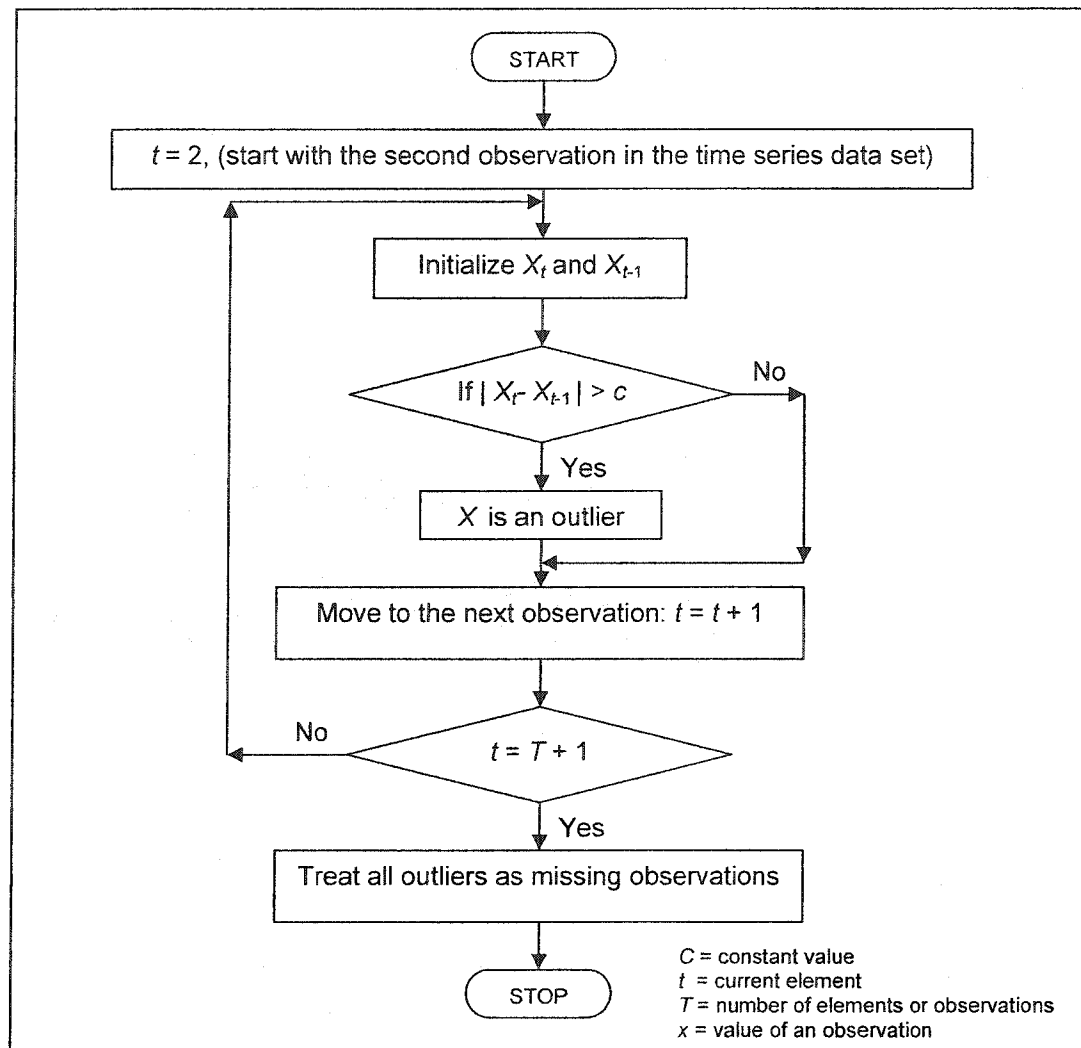 START
t = 2, (start with the second observation in the time series data set)
Initialize Xt and Xt-1
If | Xt- Xt-1 | > c
No
Yes
X is an outlier
Move to the next observation: t = t + 1
No
t = T + 1
Yes
Treat all outliers as missing observations
STOP
C = constant value
t = current element
T = number of elements or observations
x = value of an observation